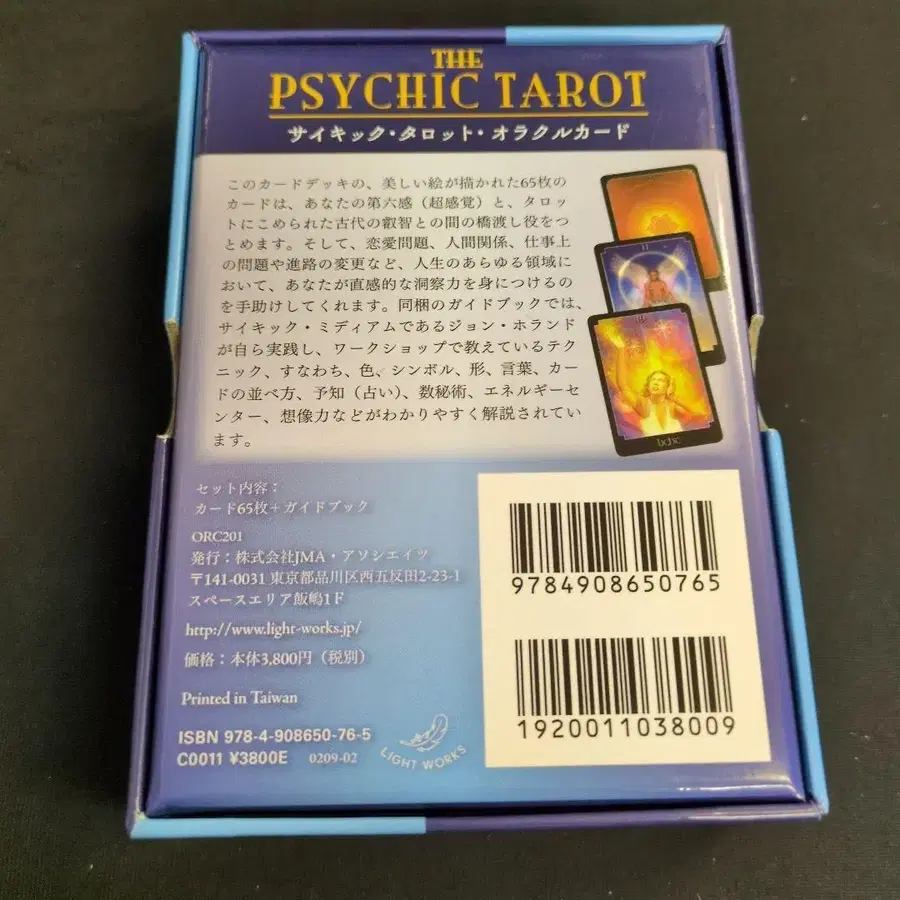 THE
PSYCHIC TAROT
サイキック・タロット・オラクルカード
このカードデッキの、美しい絵が描かれた65枚の
カードは、あなたの第六感（超感覚）と、タロッ
トにこめられた古代の叡智との間の橋渡し役をつ
とめます。そして、恋愛問題、人間関係、仕事上
の問題や進路の変更など、人生のあらゆる領域に
おいて、あなたが直感的な洞察力を身につけるの
を手助けしてくれます。同梱のガイドブックでは、
サイキック・ミディアムであるジョン・ホランド
が自ら実践し、ワークショップで教えているテク
ニック、すなわち、色、シンボル、形、言葉、カー
ドの並べ方、予知（占い）、数秘術、エネルギーセ
ンター、想像力などがわかりやすく解説されてい
ます。
11
セット内容：
カード65枚＋ガイドブック
ORC201
発行：株式会社JMA・アソシエイツ
〒141-0031 東京都品川区西五反田2-23-1
スペースエリア飯嶋1F
http://www.light-works.jp/
価格：本体3,800円（税別）
Printed in Taiwan
ISBN 978-4-908650-76-5
C0011 ¥3800E 0209-02
LIGHT WORKS
9784908650765
1920011038009